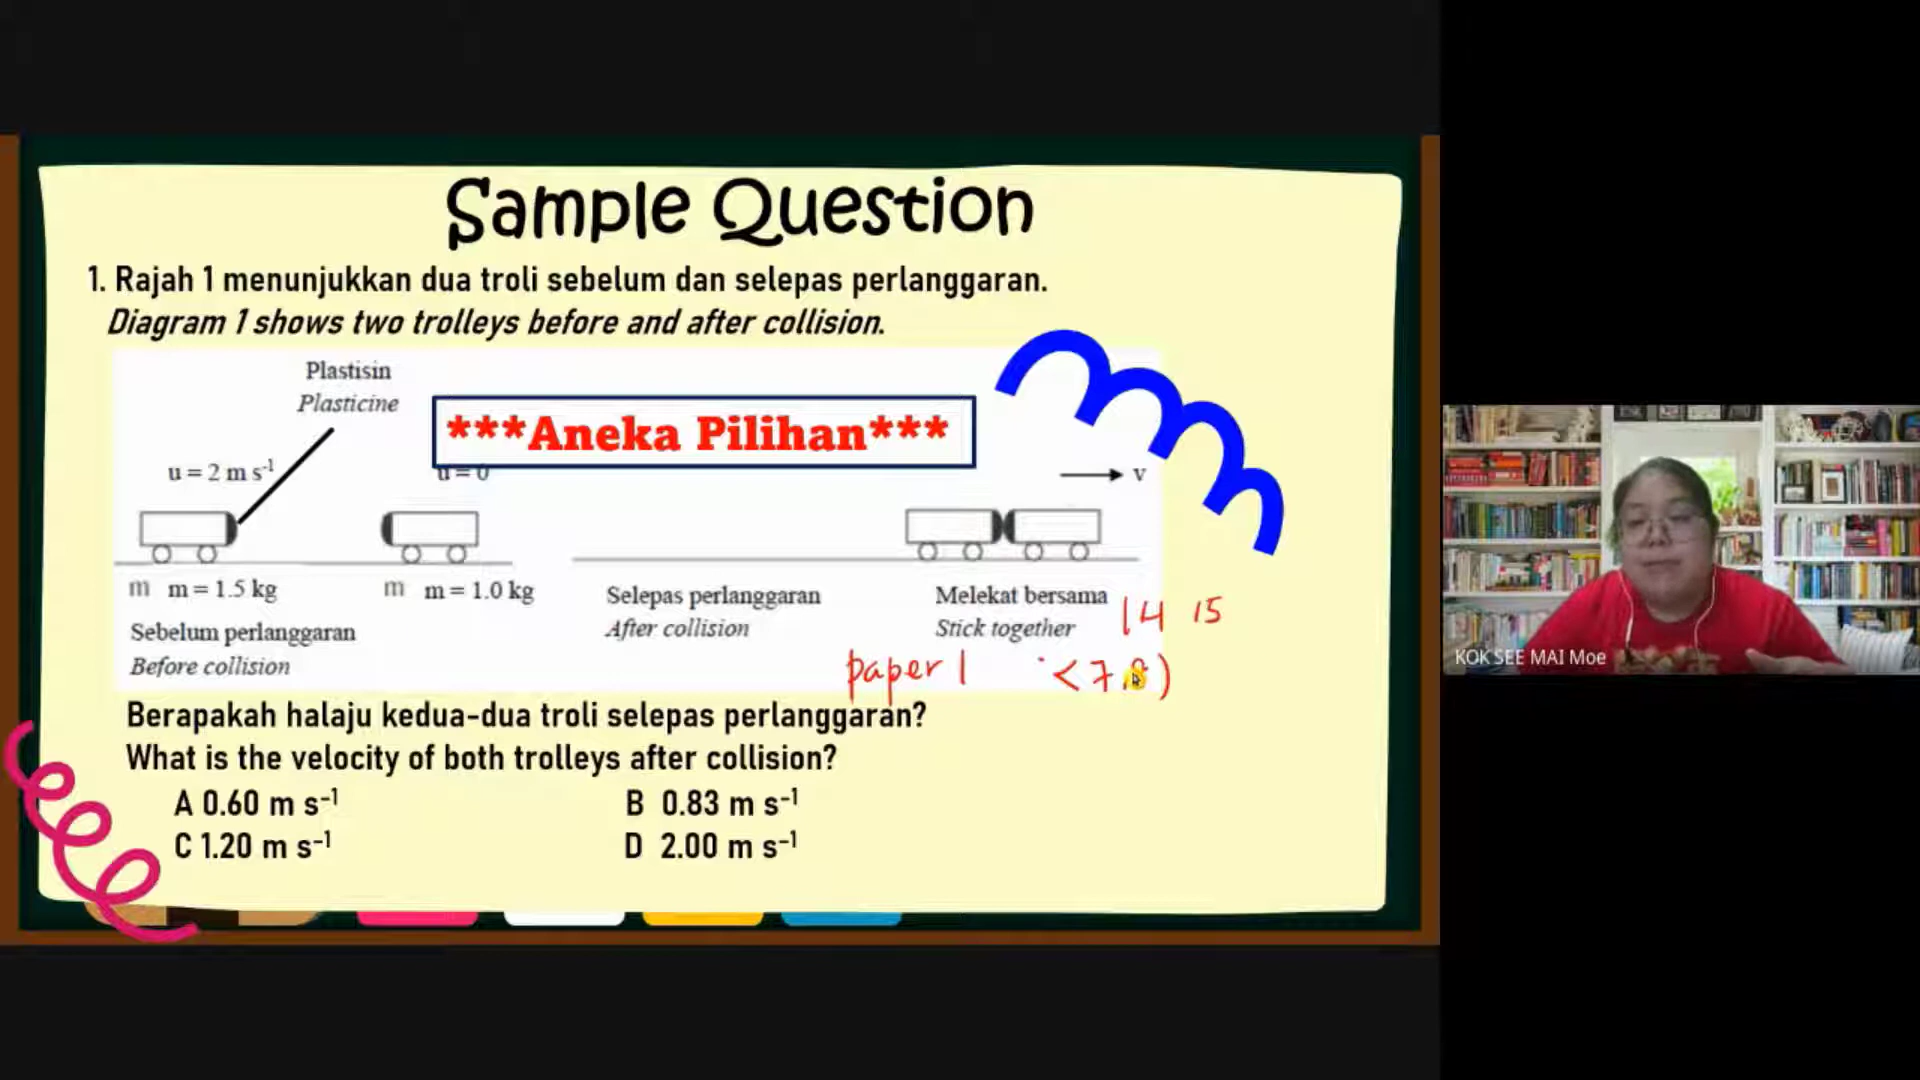 Sample Question
1. Rajah 1 menunjukkan dua troli sebelum dan selepas perlanggaran.
Diagram 1 shows two trolleys before and after collision.
Plastisin
Plasticine
***Aneka Pilihan***
u = 2 m s⁻¹
u = 0
v
m m = 1.5 kg
m m = 1.0 kg
Sebelum perlanggaran
Before collision
Selepas perlanggaran
After collision
Melekat bersama
Stick together
14 15
paper 1 <7.8)
Berapakah halaju kedua-dua troli selepas perlanggaran?
What is the velocity of both trolleys after collision?
A 0.60 m s⁻¹ B 0.83 m s⁻¹
C 1.20 m s⁻¹ D 2.00 m s⁻¹
KOK SEE MAI Moe